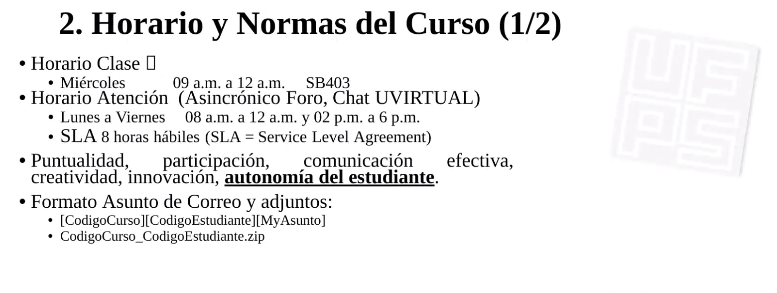 2. Horario y Normas del Curso (1/2)
• Horario Clase
• Miércoles 09 a.m. a 12 a.m. SB403
• Horario Atención (Asincrónico Foro, Chat UVIRTUAL)
• Lunes a Viernes 08 a.m. a 12 a.m. y 02 p.m. a 6 p.m.
• SLA 8 horas hábiles (SLA = Service Level Agreement)
• Puntualidad, participación, comunicación efectiva,
creatividad, innovación, autonomía del estudiante.
• Formato Asunto de Correo y adjuntos:
• [CodigoCurso][CodigoEstudiante][MyAsunto]
• CodigoCurso_CodigoEstudiante.zip
UF
PS